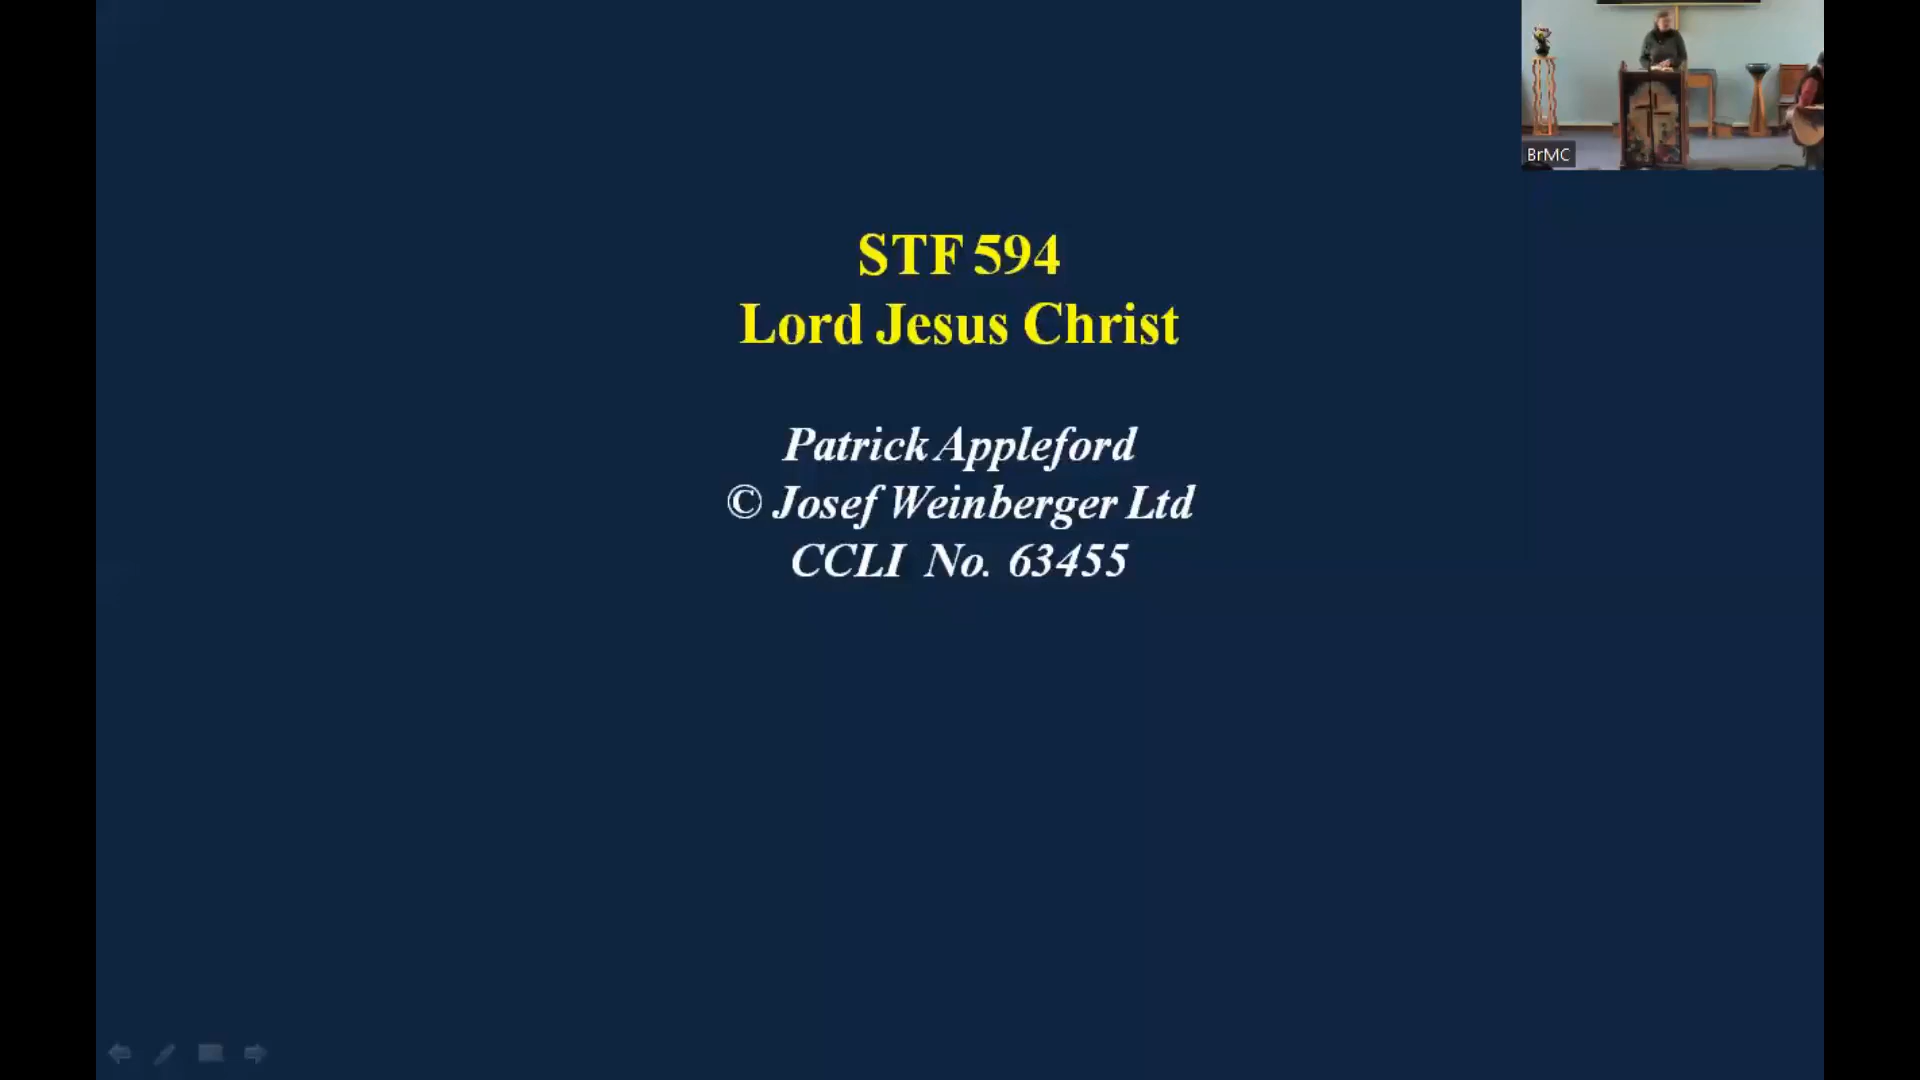 BrMC
STF 594
Lord Jesus Christ
Patrick Appleford
© Josef Weinberger Ltd
CCLI No. 63455